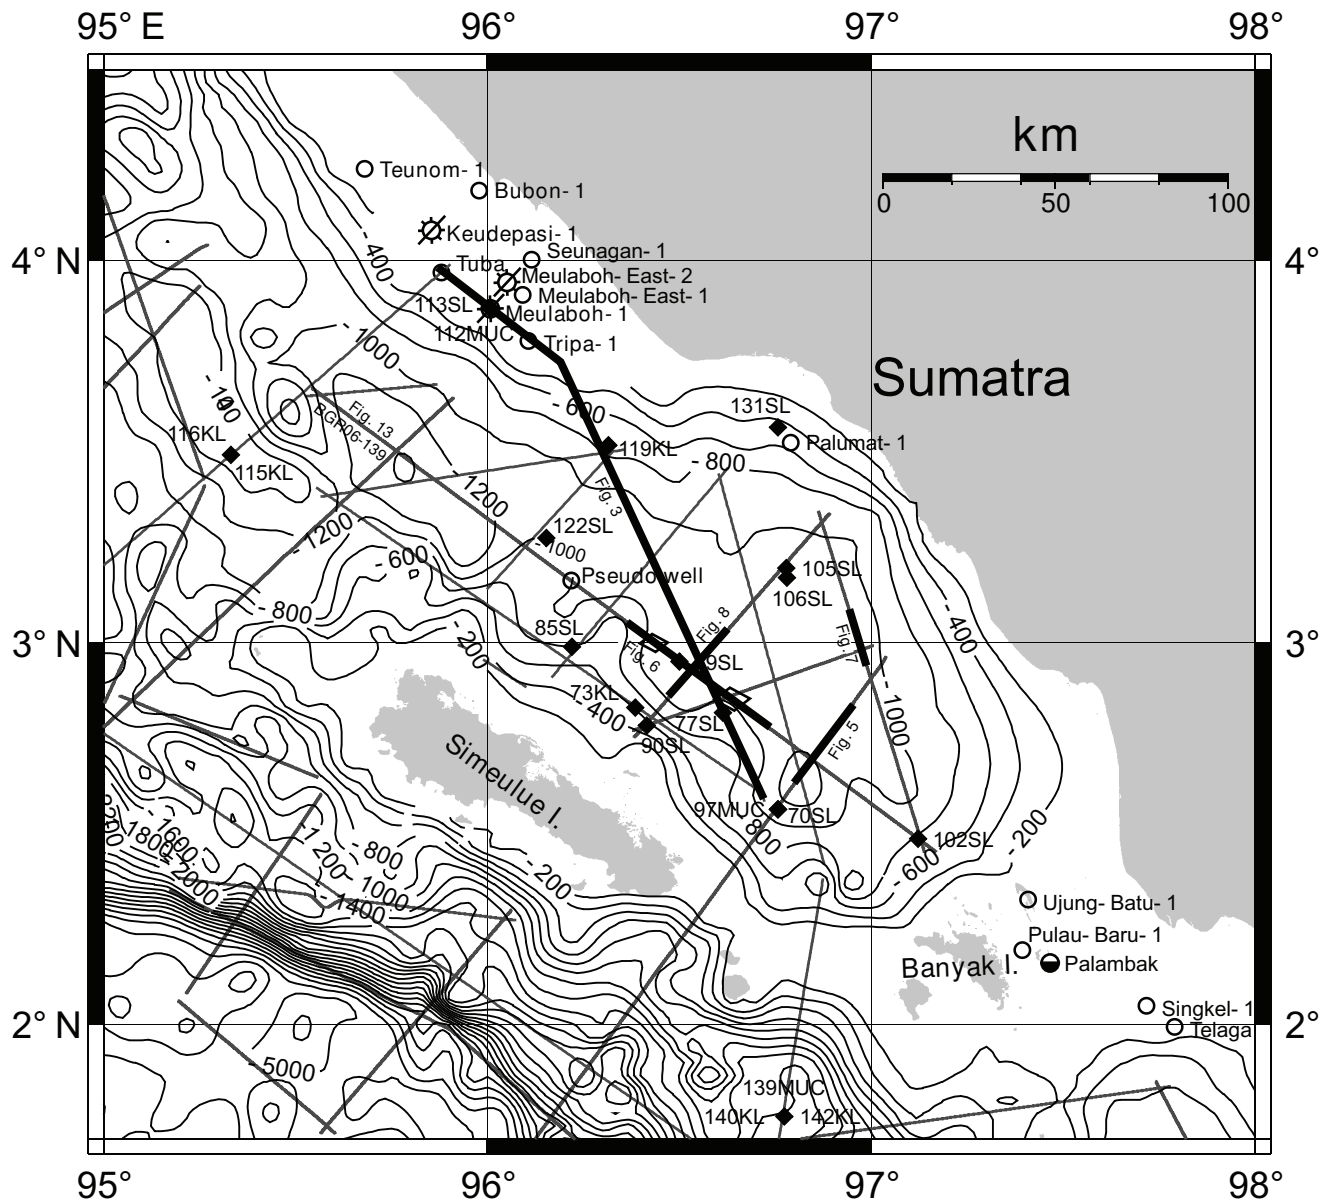 95° E
96°
97°
98°
km
0
50
100
Teunom- 1
Bubon- 1
Keudepasi- 1
Seunagan- 1
- 400
4° N
4°
Tuba
Meulaboh- East- 2
Meulaboh- East- 1
113SL
Meulaboh- 1
112MUC
Tripa- 1
- 1000
Sumatra
- 600
131SL
Fig. 13
BGR06-139
116KL
Palumat- 1
119KL
- 800
115KL
Fig. 3
- 1200
- 1200
122SL
- 1000
- 600
Pseudo well
105SL
106SL
- 800
- 200
85SL
Fig. 8
Fig. 7
- 400
3° N
3°
Fig. 6
9SL
73KL
- 400
77SL
- 1000
90SL
Fig. 5
Simeulue I.
97MUC
70SL
- 800
102SL
- 200
- 600
- 1600
- 1800
- 2000
- 1200
- 800
- 1000
- 1400
- 200
Ujung- Batu- 1
Pulau- Baru- 1
Banyak I.
Palambak
Singkel- 1
Telaga
2° N
2°
- 5000
139MUC
140KL
142KL
95°
96°
97°
98°